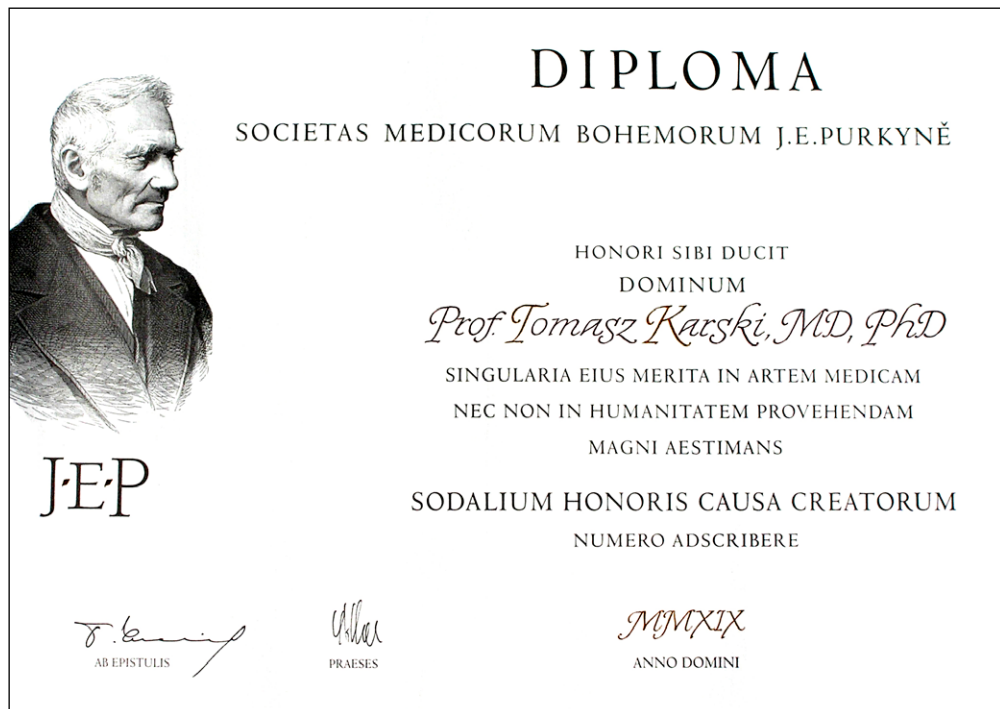 DIPLOMA
SOCIETAS MEDICORUM BOHEMORUM J.E.PURKYNĚ
HONORI SIBI DUCIT
DOMINUM
Prof. Tomasz Karski, MD, PhD
SINGULARIA EIUS MERITA IN ARTEM MEDICAM
NEC NON IN HUMANITATEM PROVEHENDAM
MAGNI AESTIMANS
J·E·P
SODALIUM HONORIS CAUSA CREATORUM
NUMERO ADSCRIBERE
MMXIX
AB EPISTULIS
PRAESES
ANNO DOMINI